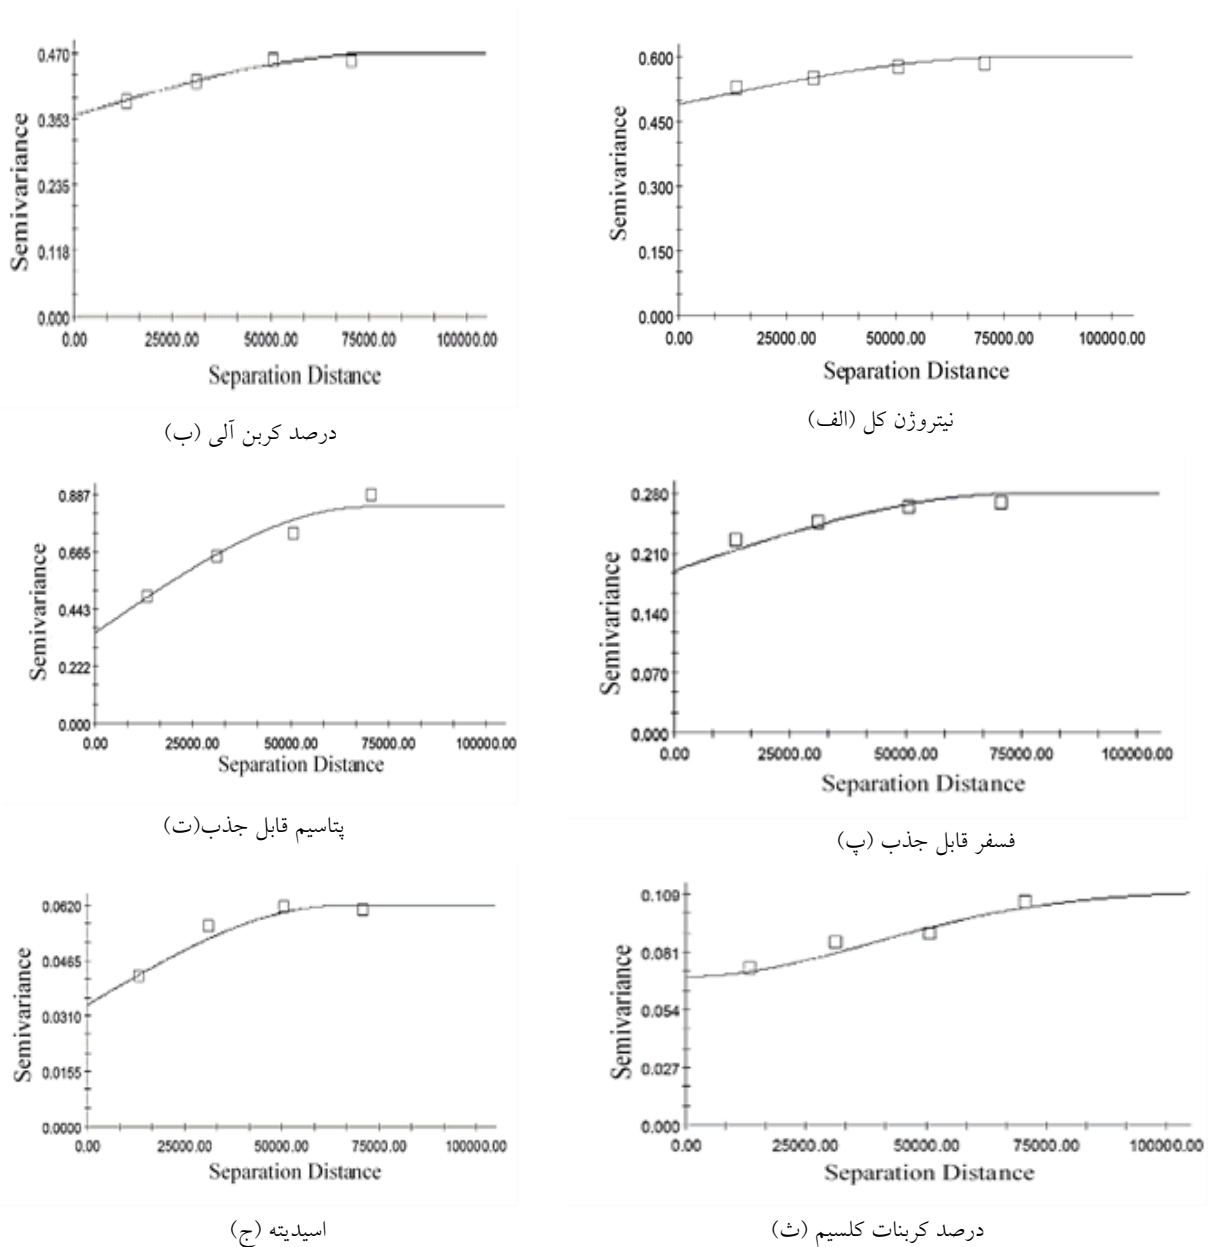 0.600
0.450
0.300
0.150
0.000
Semivariance
0.00 25000.00 50000.00 75000.00 100000.00
Separation Distance
نیتروژن کل (الف)
0.470
0.353
0.235
0.118
0.000
Semivariance
0.00 25000.00 50000.00 75000.00 100000.00
Separation Distance
درصد کربن آلی (ب)
0.280
0.210
0.140
0.070
0.000
Semivariance
0.00 25000.00 50000.00 75000.00 100000.00
Separation Distance
فسفر قابل جذب (پ)
0.887
0.665
0.443
0.222
0.000
Semivariance
0.00 25000.00 50000.00 75000.00 100000.00
Separation Distance
پتاسیم قابل جذب(ت)
0.109
0.081
0.054
0.027
0.000
Semivariance
0.00 25000.00 50000.00 75000.00 100000.00
Separation Distance
درصد کربنات کلسیم (ث)
0.0620
0.0465
0.0310
0.0155
0.0000
Semivariance
0.00 25000.00 50000.00 75000.00 100000.00
Separation Distance
اسیدیته (ج)